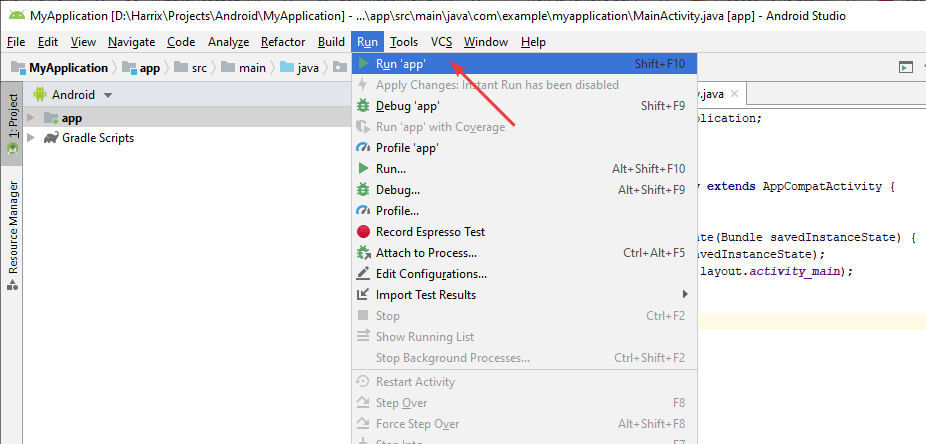 MyApplication [D:\Harrix\Projects\Android\MyApplication] - ...\app\src\main\java\com\example\myapplication\MainActivity.java [app] - Android Studio
File Edit View Navigate Code Analyze Refactor Build Run Tools VCS Window Help
MyApplication app src main java
1: Project
Resource Manager
Android
app
Gradle Scripts
Run 'app' Shift+F10
Apply Changes: Instant Run has been disabled
Debug 'app' Shift+F9
Run 'app' with Coverage
Profile 'app'
Run... Alt+Shift+F10
Debug... Alt+Shift+F9
Profile...
Record Espresso Test
Attach to Process... Ctrl+Alt+F5
Edit Configurations...
Import Test Results
Stop Ctrl+F2
Show Running List
Stop Background Processes... Ctrl+Shift+F2
Restart Activity
Step Over F8
Force Step Over Alt+Shift+F8
Step Into F7
.java
plication;
extends AppCompatActivity {
te(Bundle savedInstanceState) {
avedInstanceState);
layout.activity_main);